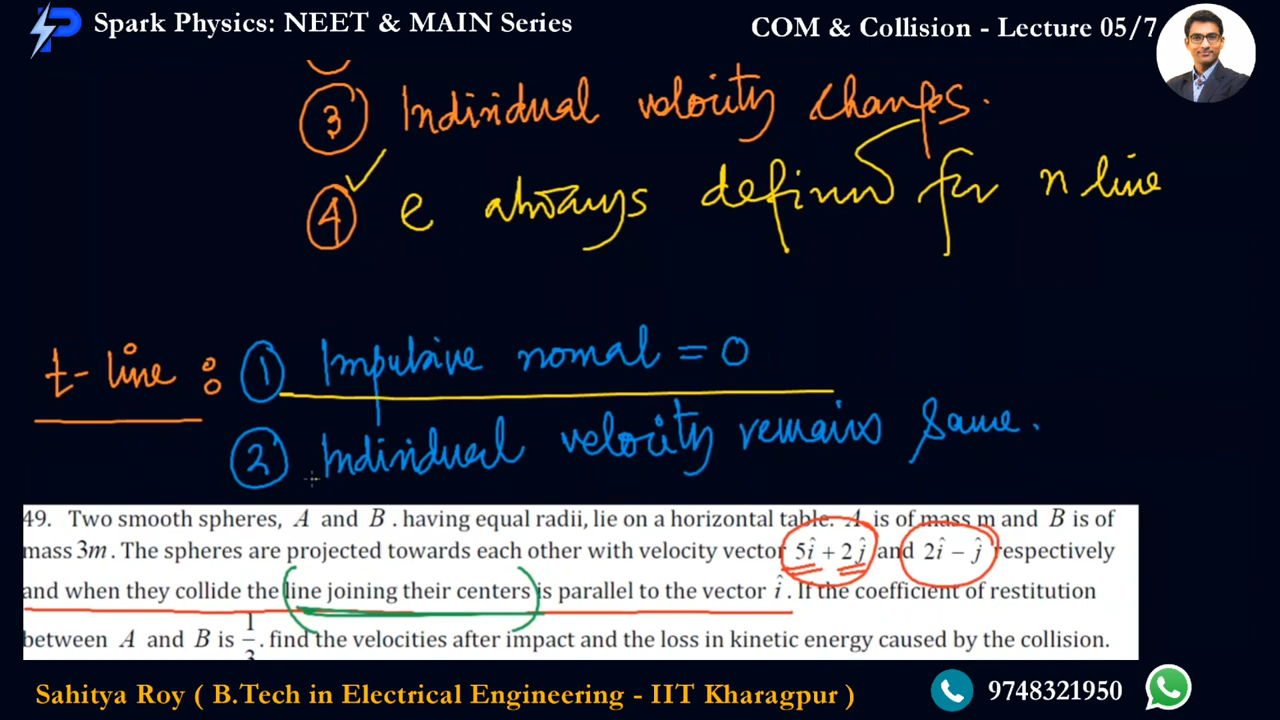 Spark Physics: NEET & MAIN Series
COM & Collision - Lecture 05/7
③ Individual velocity changes.
④ e always defined for n line
t-line : ① Impulsive nomal = 0
② Individual velocity remains same.
49. Two smooth spheres, A and B . having equal radii, lie on a horizontal table. A is of mass m and B is of
mass 3m. The spheres are projected towards each other with velocity vector 5î + 2ĵ and 2î − ĵ respectively
and when they collide the line joining their centers is parallel to the vector î . If the coefficient of restitution
between A and B is 1/3 . find the velocities after impact and the loss in kinetic energy caused by the collision.
Sahitya Roy ( B.Tech in Electrical Engineering - IIT Kharagpur )
9748321950